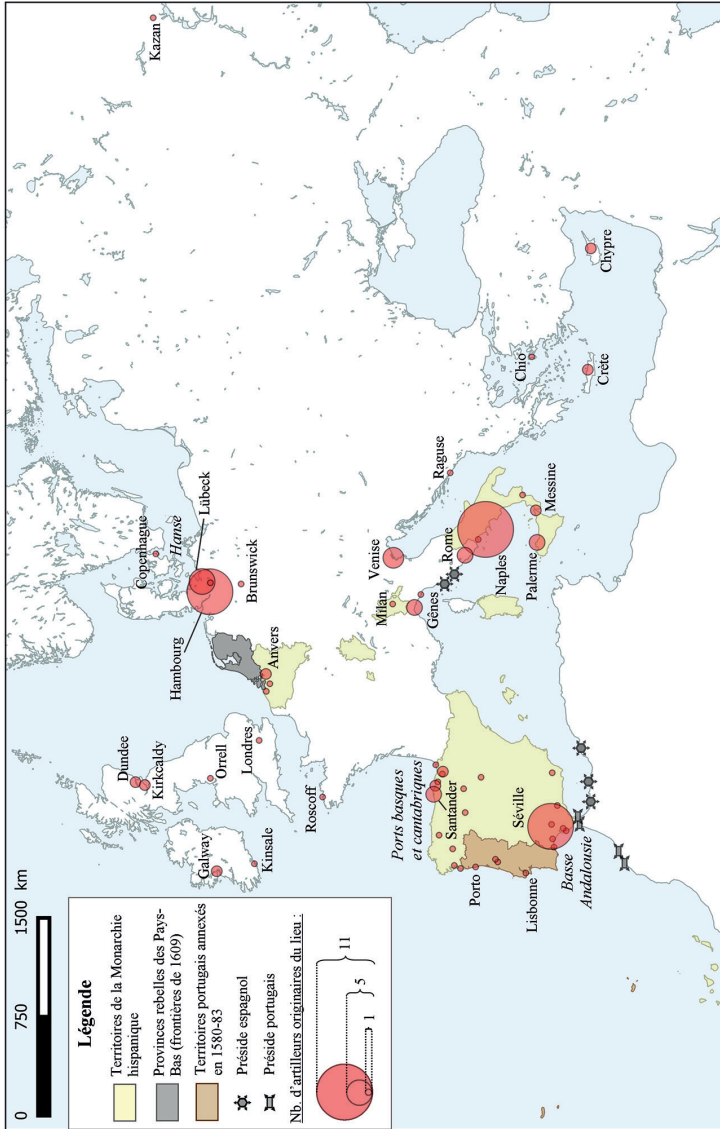 0 750 1500 km
Légende
Territoires de la Monarchie
hispanique
Provinces rebelles des Pays-
Bas (frontières de 1609)
Territoires portugais annexés
en 1580-83
Préside espagnol
Préside portugais
Nb. d'artilleurs originaires du lieu :
11
5
1
Kazan
Copenhague
Hanse
Lübeck
Hambourg
Brunswick
Dundee
Kirkcaldy
Orrell
Londres
Galway
Kinsale
Anvers
Roscoff
Venise
Milan
Gênes
Raguse
Rome
Naples
Messine
Palerme
Chio
Crète
Chypre
Ports basques
et cantabriques
Santander
Porto
Lisbonne
Séville
Basse
Andalousie